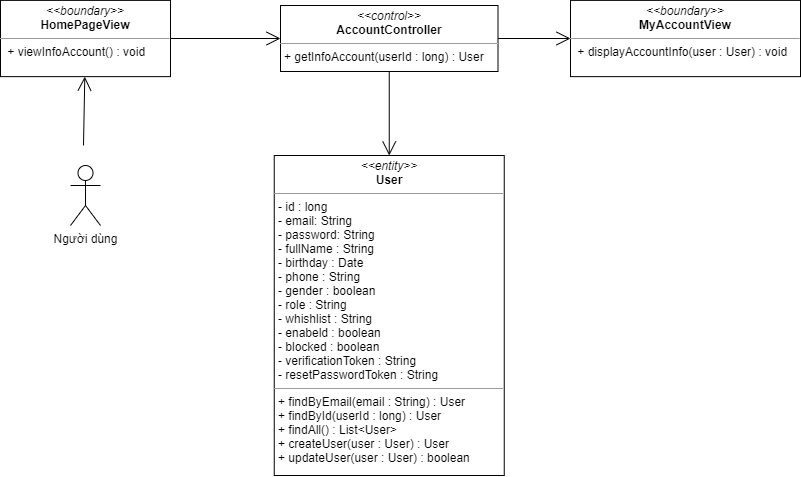 <<boundary>>
HomePageView
+ viewInfoAccount() : void
<<control>>
AccountController
+ getInfoAccount(userId : long) : User
<<boundary>>
MyAccountView
+ displayAccountInfo(user : User) : void
Người dùng
<<entity>>
User
- id : long
- email: String
- password: String
- fullName : String
- birthday : Date
- phone : String
- gender : boolean
- role : String
- whishlist : String
- enabeld : boolean
- blocked : boolean
- verificationToken : String
- resetPasswordToken : String
+ findByEmail(email : String) : User
+ findById(userId : long) : User
+ findAll() : List<User>
+ createUser(user : User) : User
+ updateUser(user : User) : boolean